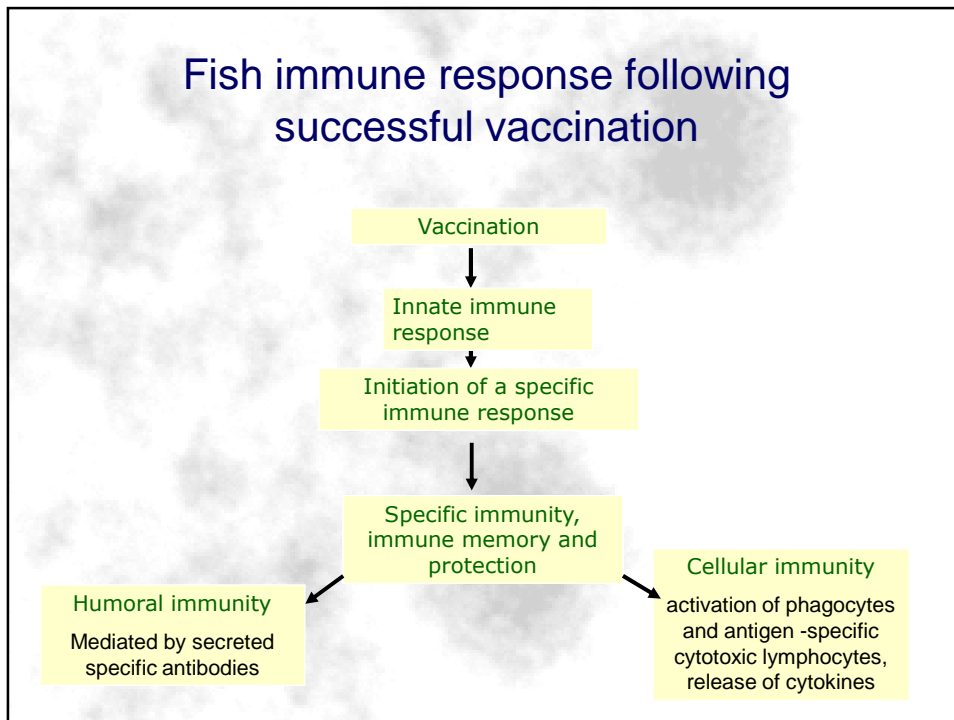 Fish immune response following
successful vaccination
Vaccination
Innate immune
response
Initiation of a specific
immune response
Specific immunity,
immune memory and
protection
Humoral immunity
Mediated by secreted
specific antibodies
Cellular immunity
activation of phagocytes
and antigen -specific
cytotoxic lymphocytes,
release of cytokines